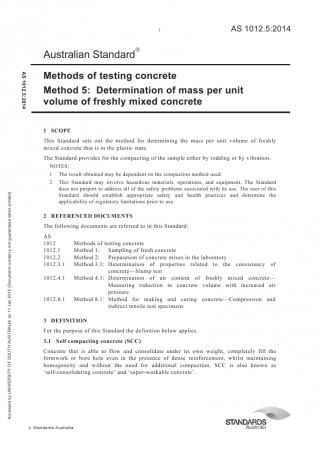 1
AS 1012.5:2014
Australian Standard®
Methods of testing concrete
Method 5: Determination of mass per unit
volume of freshly mixed concrete
1 SCOPE
This Standard sets out the method for determining the mass per unit volume of freshly
mixed concrete that is in the plastic state.
The Standard provides for the compacting of the sample either by rodding or by vibration.
NOTES:
1 The result obtained may be dependent on the compaction method used.
2 This Standard may involve hazardous materials, operations, and equipment. The Standard
does not purport to address all of the safety problems associated with its use. The user of this
Standard should establish appropriate safety and health practices and determine the
applicability of regulatory limitations prior to use.
2 REFERENCED DOCUMENTS
The following documents are referred to in this Standard:
AS
1012 Methods of testing concrete
1012.1 Method 1: Sampling of fresh concrete
1012.2 Method 2: Preparation of concrete mixes in the laboratory
1012.3.1 Method 3.1: Determination of properties related to the consistency of
concrete—Slump test
1012.4.1 Method 4.1: Determination of air content of freshly mixed concrete—
Measuring reduction in concrete volume with increased air
pressure
1012.8.1 Method 8.1: Method for making and curing concrete—Compression and
indirect tensile test specimens
3 DEFINITION
For the purpose of this Standard the definition below applies.
3.1 Self compacting concrete (SCC)
Concrete that is able to flow and consolidate under its own weight, completely fill the
formwork or bore hole even in the presence of dense reinforcement, whilst maintaining
homogeneity and without the need for additional compaction. SCC is also known as
‘self-consolidating concrete’ and ‘super-workable concrete’.
AS 1012.5:2014
Accessed by UNIVERSITY OF SOUTH AUSTRALIA on 11 Jan 2015 (Document currency not guaranteed when printed)
© Standards Australia
STANDARDS
Australia